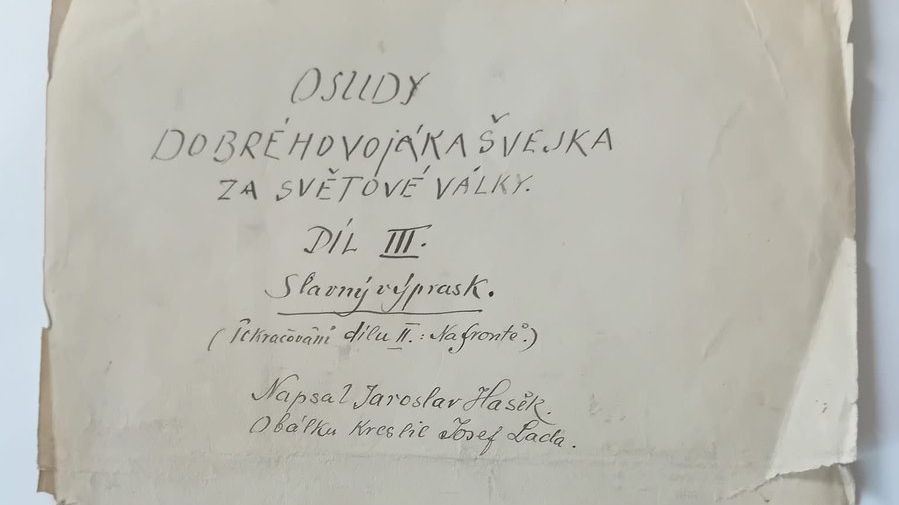 OSUDY
DOBRÉHO VOJÁKA ŠVEJKA
ZA SVĚTOVÉ VÁLKY.
DÍL III.
Slavný výprask.
(Pokračování dílu II.: Na frontě.)
Napsal Jaroslav Hašek.
Obálku kreslil Josef Lada.